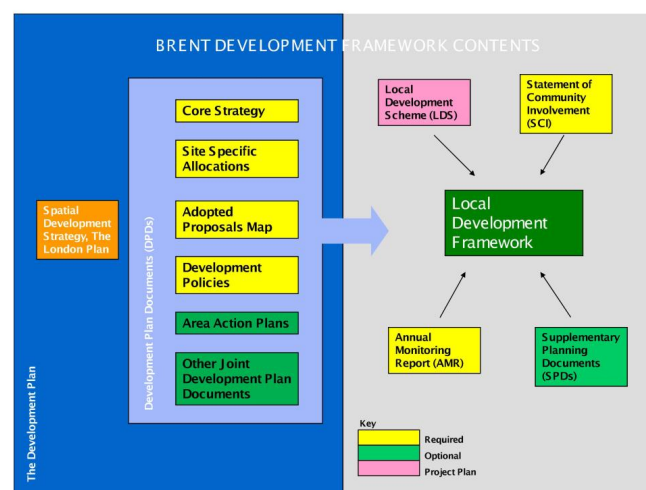 BRENT DEVELOPMENT FRAMEWORK CONTENTS
Core Strategy
Site Specific
Allocations
Adopted
Proposals Map
Development
Policies
Area Action Plans
Other Joint
Development Plan
Documents
Spatial
Development
Strategy, The
London Plan
Development Plan Documents (DPDs)
The Development Plan
Local
Development
Scheme (LDS)
Statement of
Community
Involvement
(SCI)
Local
Development
Framework
Annual
Monitoring
Report (AMR)
Supplementary
Planning
Documents
(SPDs)
Key
Required
Optional
Project Plan